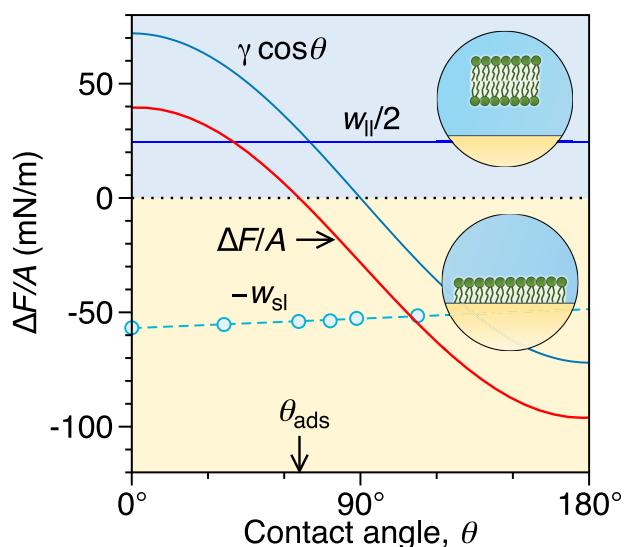 γ cosθ
50
w_ll/2
0
ΔF/A
ΔF/A (mN/m)
−w_sl
-50
-100
θ_ads
0°
90°
180°
Contact angle, θ